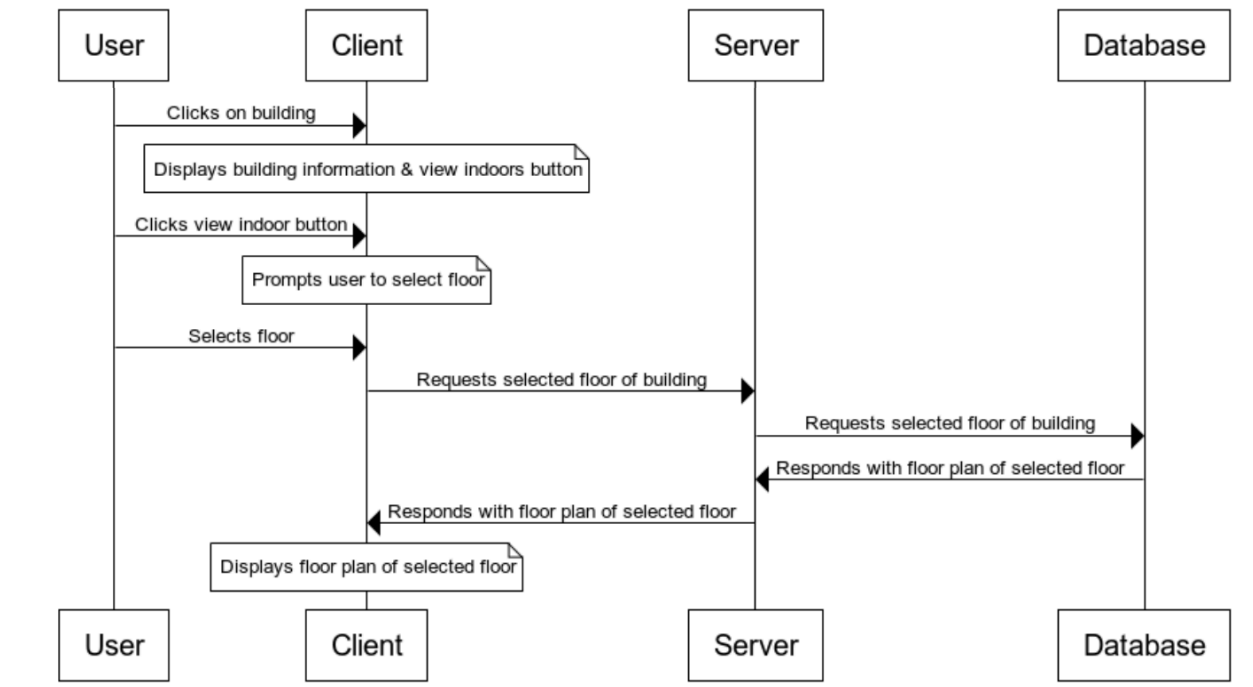 User
Client
Server
Database
Clicks on building
Displays building information & view indoors button
Clicks view indoor button
Prompts user to select floor
Selects floor
Requests selected floor of building
Requests selected floor of building
Responds with floor plan of selected floor
Responds with floor plan of selected floor
Displays floor plan of selected floor
User
Client
Server
Database